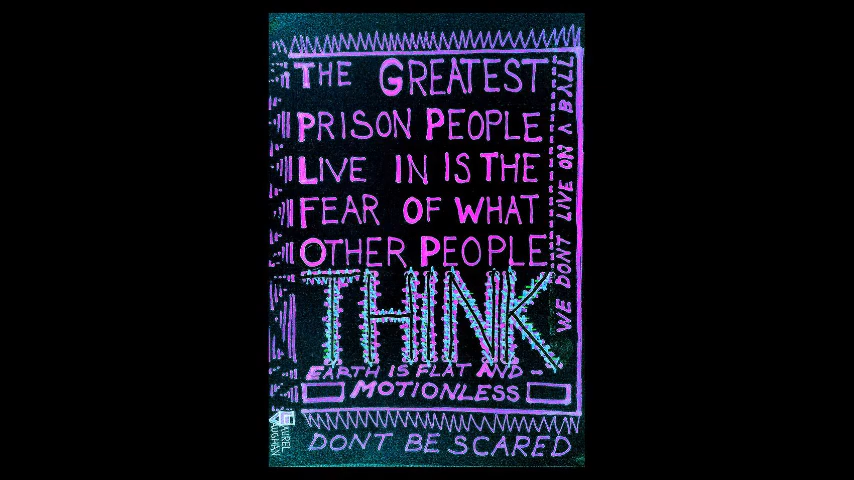 THE GREATEST
PRISON PEOPLE
LIVE IN IS THE
FEAR OF WHAT
OTHER PEOPLE
THINK
EARTH IS FLAT AND -
MOTIONLESS
DONT BE SCARED
WE DONT LIVE ON A BALL